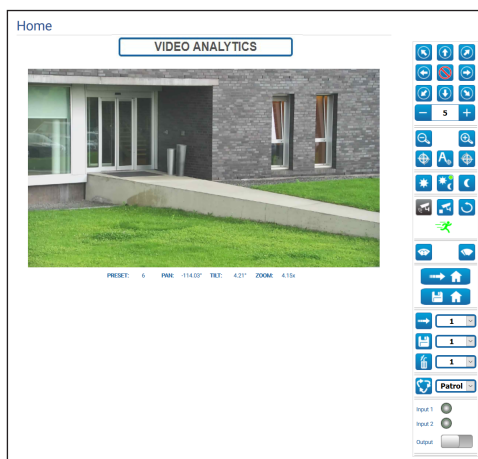 Home
VIDEO ANALYTICS
5
A
PRESET: 6 PAN: -114.03° TILT: 4.21° ZOOM: 4.15x
1
1
1
Patrol
Input 1
Input 2
Output